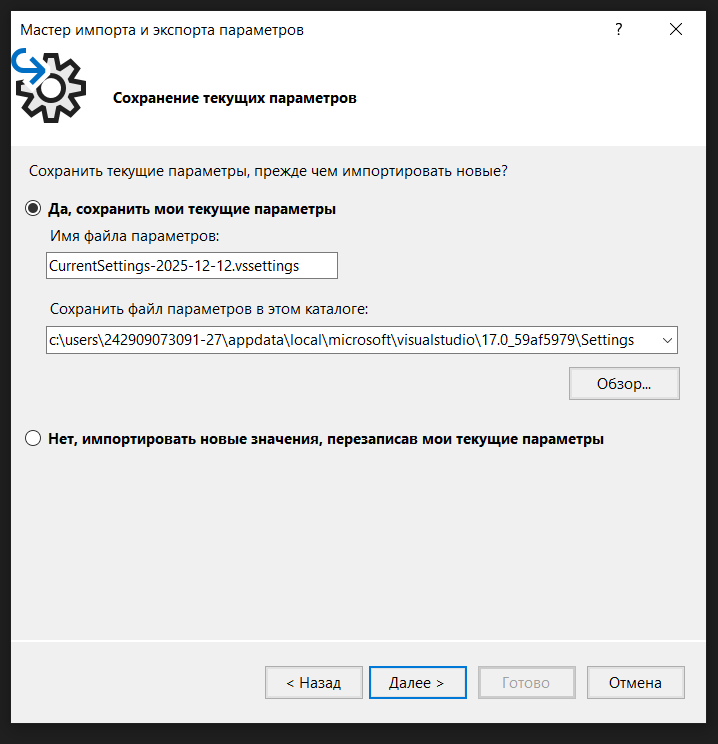 Мастер импорта и экспорта параметров
?
Сохранение текущих параметров
Сохранить текущие параметры, прежде чем импортировать новые?
Да, сохранить мои текущие параметры
Имя файла параметров:
CurrentSettings-2025-12-12.vssettings
Сохранить файл параметров в этом каталоге:
c:\users\242909073091-27\appdata\local\microsoft\visualstudio\17.0_59af5979\Settings
Обзор...
Нет, импортировать новые значения, перезаписав мои текущие параметры
< Назад
Далее >
Готово
Отмена